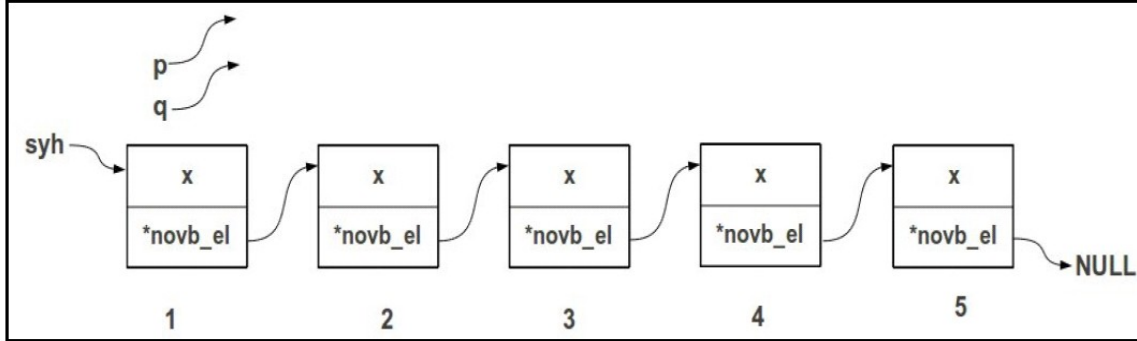 p
q
syh
x x x x x
*novb_el *novb_el *novb_el *novb_el *novb_el
NULL
1 2 3 4 5